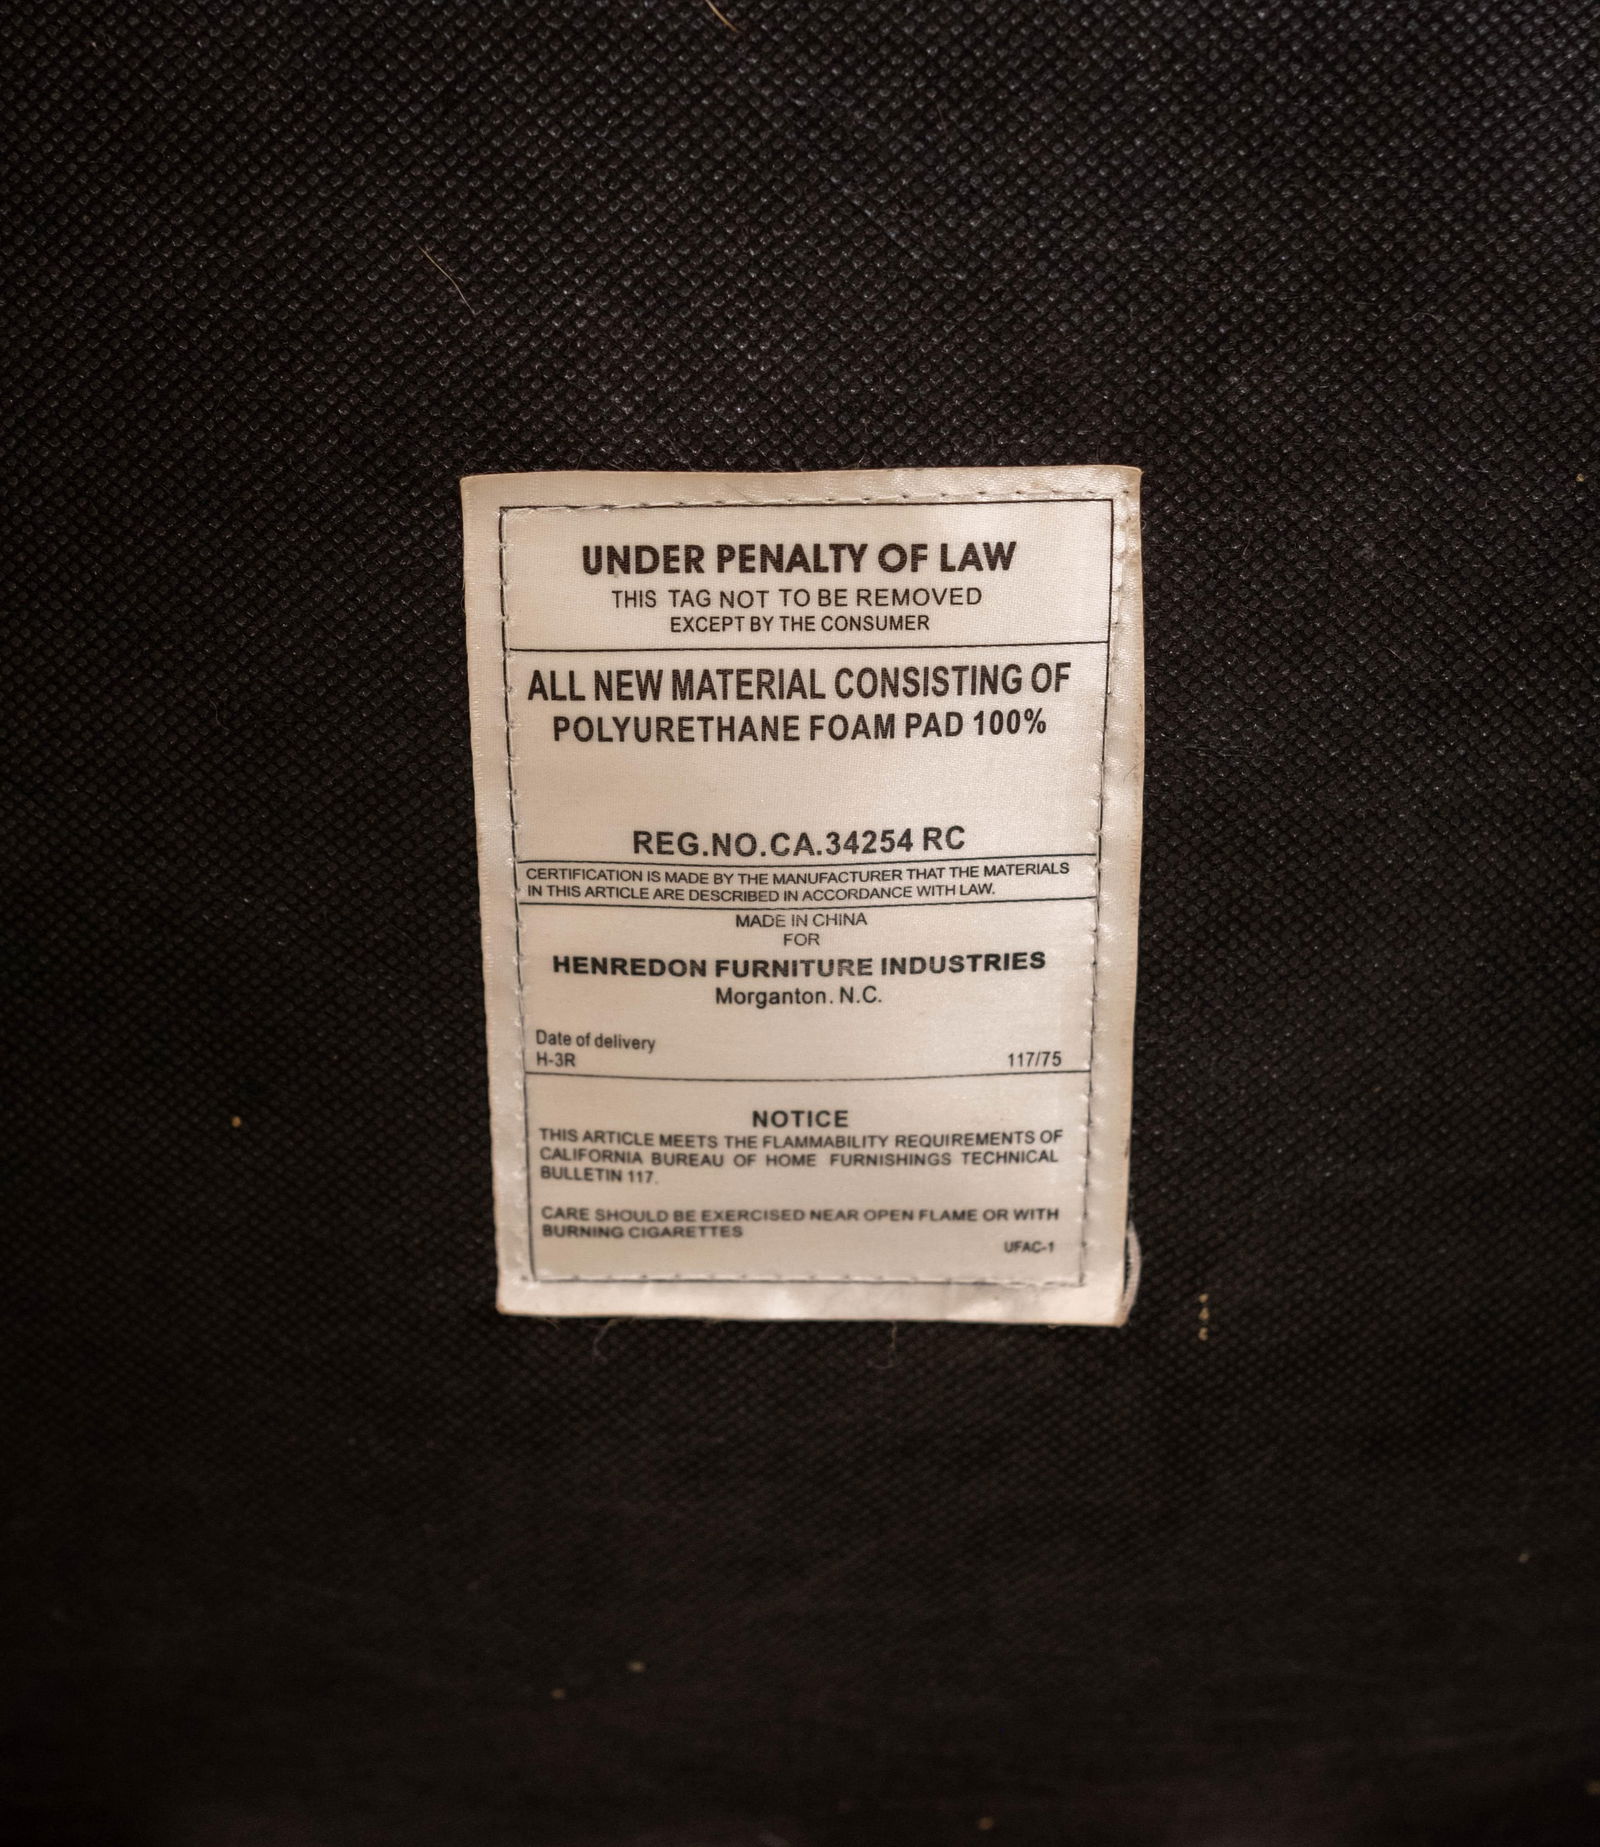 UNDER PENALTY OF LAW
THIS TAG NOT TO BE REMOVED
EXCEPT BY THE CONSUMER
ALL NEW MATERIAL CONSISTING OF
POLYURETHANE FOAM PAD 100%
REG.NO.CA.34254 RC
CERTIFICATION IS MADE BY THE MANUFACTURER THAT THE MATERIALS
IN THIS ARTICLE ARE DESCRIBED IN ACCORDANCE WITH LAW.
MADE IN CHINA
FOR
HENREDON FURNITURE INDUSTRIES
Morganton. N.C.
Date of delivery
H-3R 117/75
NOTICE
THIS ARTICLE MEETS THE FLAMMABILITY REQUIREMENTS OF
CALIFORNIA BUREAU OF HOME FURNISHINGS TECHNICAL
BULLETIN 117.
CARE SHOULD BE EXERCISED NEAR OPEN FLAME OR WITH
BURNING CIGARETTES
UFAC-1